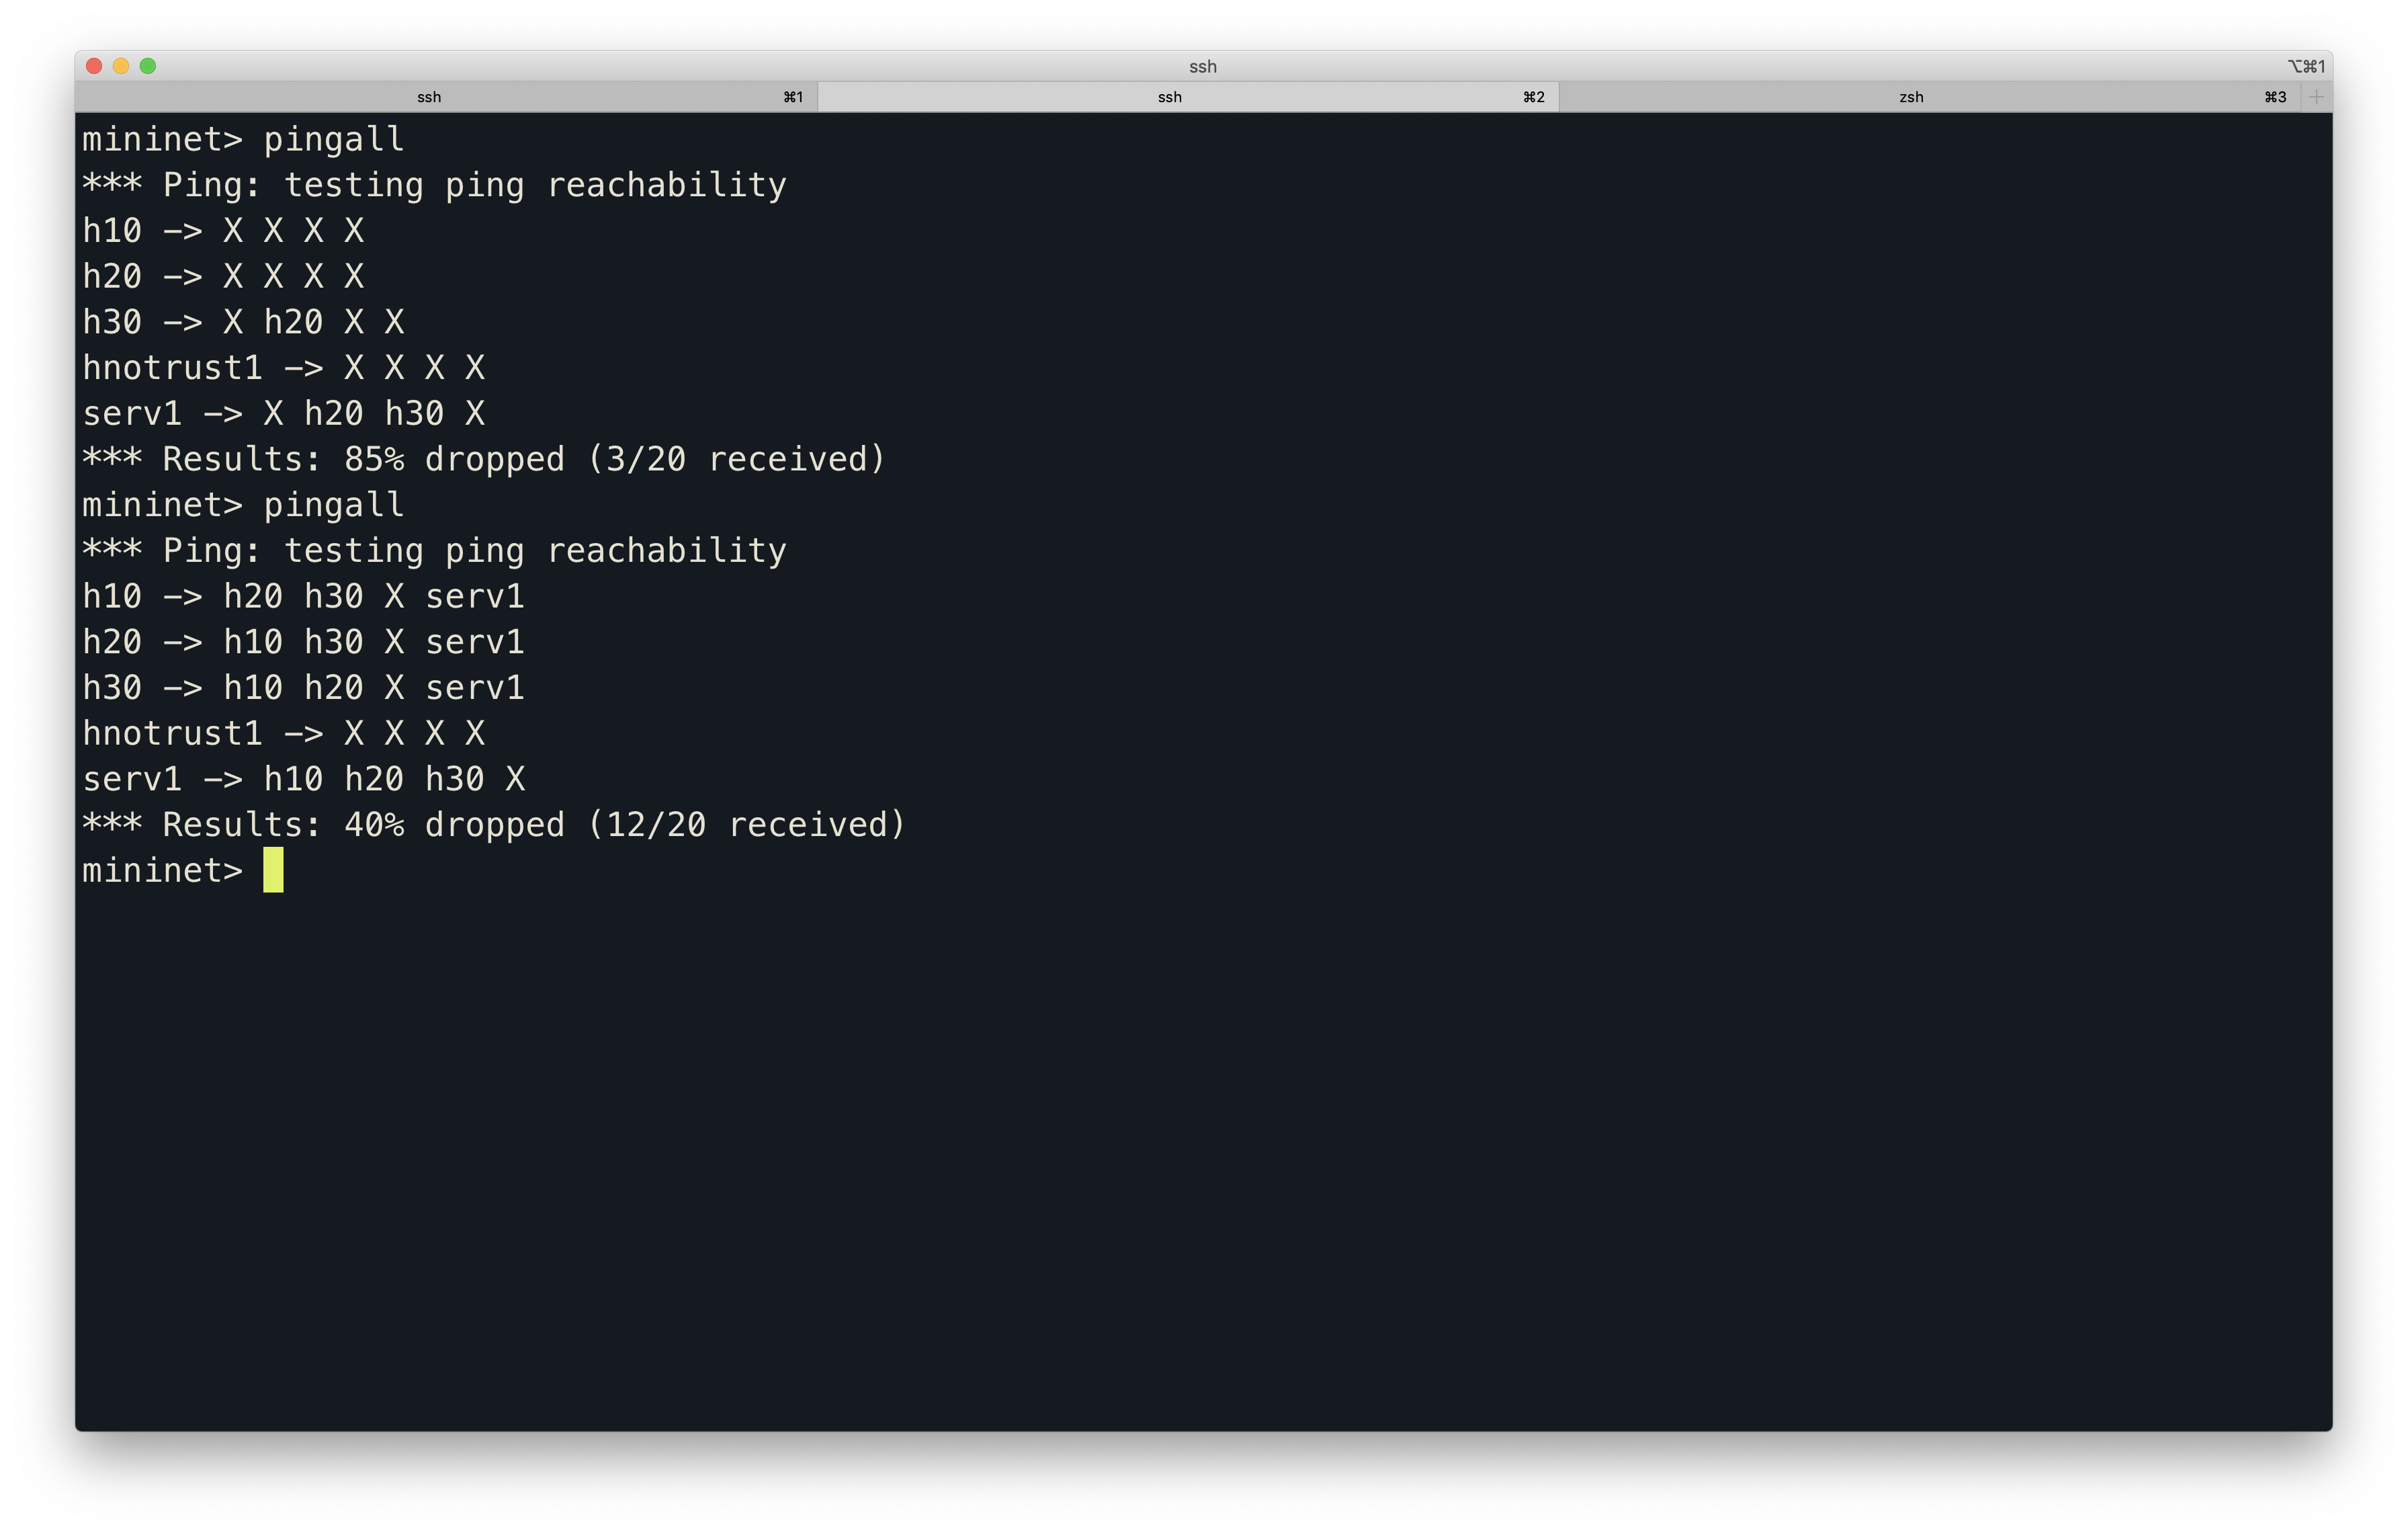 ssh ⌥⌘1
ssh ⌘1 ssh ⌘2 zsh ⌘3 +
mininet> pingall
*** Ping: testing ping reachability
h10 -> X X X X
h20 -> X X X X
h30 -> X h20 X X
hnotrust1 -> X X X X
serv1 -> X h20 h30 X
*** Results: 85% dropped (3/20 received)
mininet> pingall
*** Ping: testing ping reachability
h10 -> h20 h30 X serv1
h20 -> h10 h30 X serv1
h30 -> h10 h20 X serv1
hnotrust1 -> X X X X
serv1 -> h10 h20 h30 X
*** Results: 40% dropped (12/20 received)
mininet>